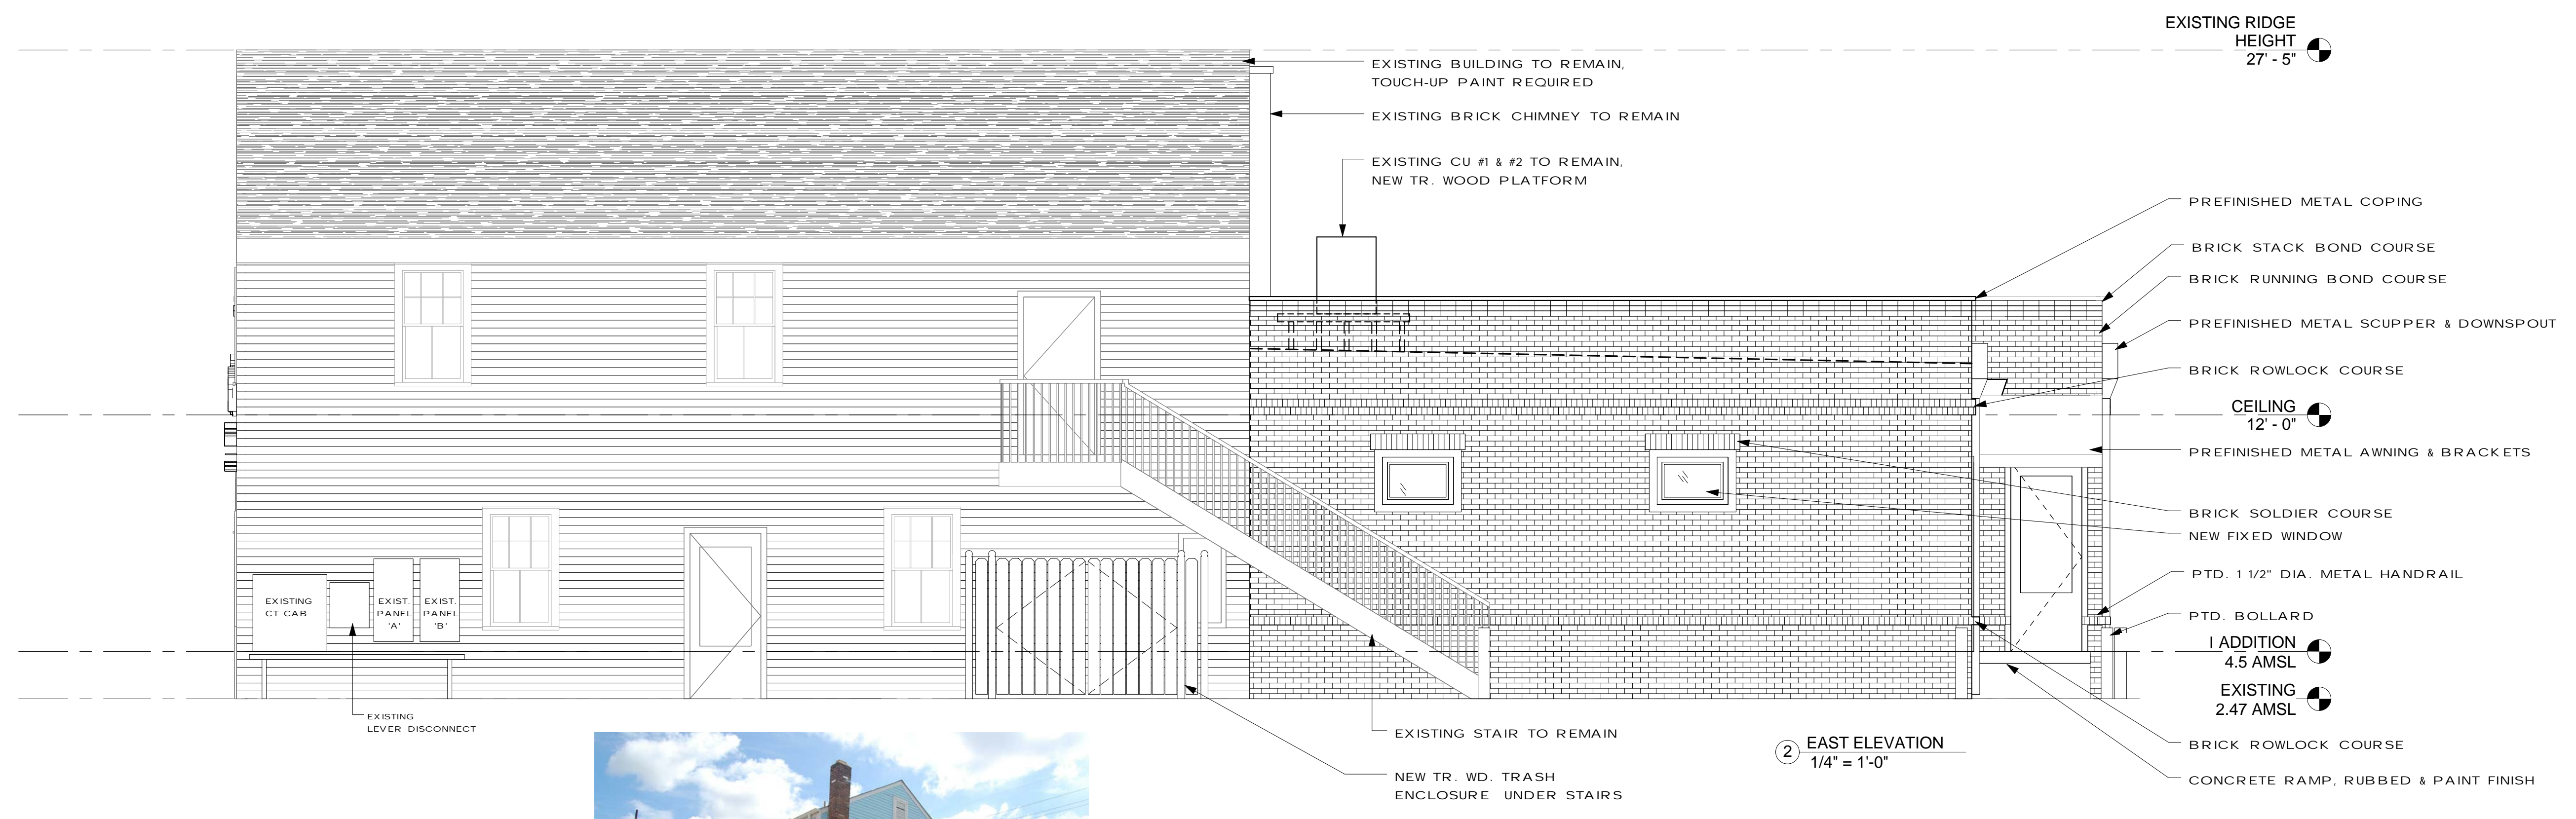 EXISTING RIDGE
HEIGHT
27' - 5"
EXISTING BUILDING TO REMAIN,
TOUCH-UP PAINT REQUIRED
EXISTING BRICK CHIMNEY TO REMAIN
EXISTING CU #1 & #2 TO REMAIN,
NEW TR. WOOD PLATFORM
PREFINISHED METAL COPING
BRICK STACK BOND COURSE
BRICK RUNNING BOND COURSE
PREFINISHED METAL SCUPPER & DOWNSPOUT
BRICK ROWLOCK COURSE
CEILING
12' - 0"
PREFINISHED METAL AWNING & BRACKETS
BRICK SOLDIER COURSE
NEW FIXED WINDOW
PTD. 1 1/2" DIA. METAL HANDRAIL
PTD. BOLLARD
I ADDITION
4.5 AMSL
EXISTING
2.47 AMSL
BRICK ROWLOCK COURSE
CONCRETE RAMP, RUBBED & PAINT FINISH
EXISTING
CT CAB
EXIST.
PANEL
'A'
EXIST.
PANEL
'B'
EXISTING
LEVER DISCONNECT
EXISTING STAIR TO REMAIN
NEW TR. WD. TRASH
ENCLOSURE UNDER STAIRS
2 EAST ELEVATION
1/4" = 1'-0"